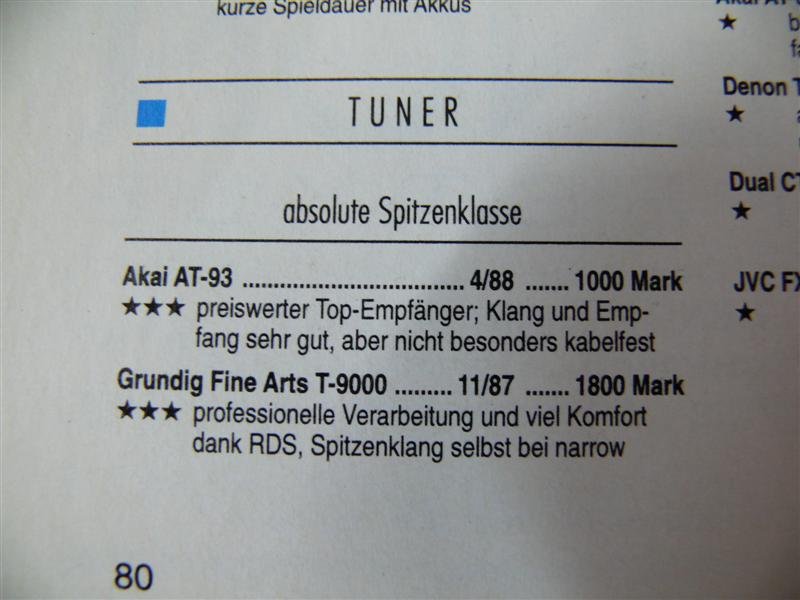 kurze Spieldauer mit Akkus
TUNER
absolute Spitzenklasse
Akai AT-93 .................................... 4/88 ....... 1000 Mark
★★★ preiswerter Top-Empfänger; Klang und Emp-
fang sehr gut, aber nicht besonders kabelfest
Grundig Fine Arts T-9000 ......... 11/87 ....... 1800 Mark
★★★ professionelle Verarbeitung und viel Komfort
dank RDS, Spitzenklang selbst bei narrow
80
Akai
★
Denon
★
Dual
★
JVC
★